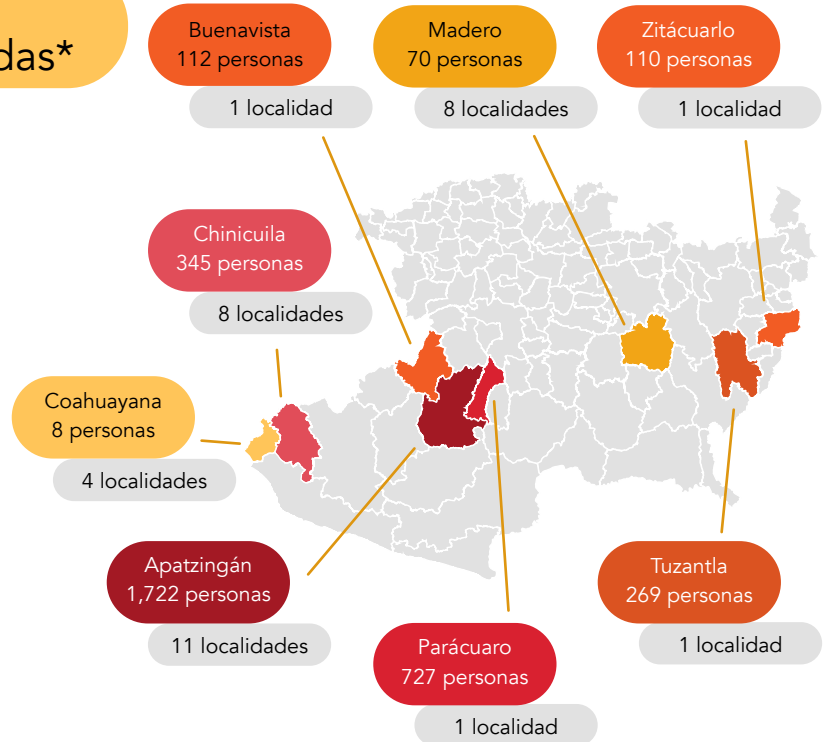 das*
Buenavista
112 personas
1 localidad
Madero
70 personas
8 localidades
Zitácuarlo
110 personas
1 localidad
Chinicuila
345 personas
8 localidades
Coahuayana
8 personas
4 localidades
Apatzingán
1,722 personas
11 localidades
Parácuaro
727 personas
1 localidad
Tuzantla
269 personas
1 localidad